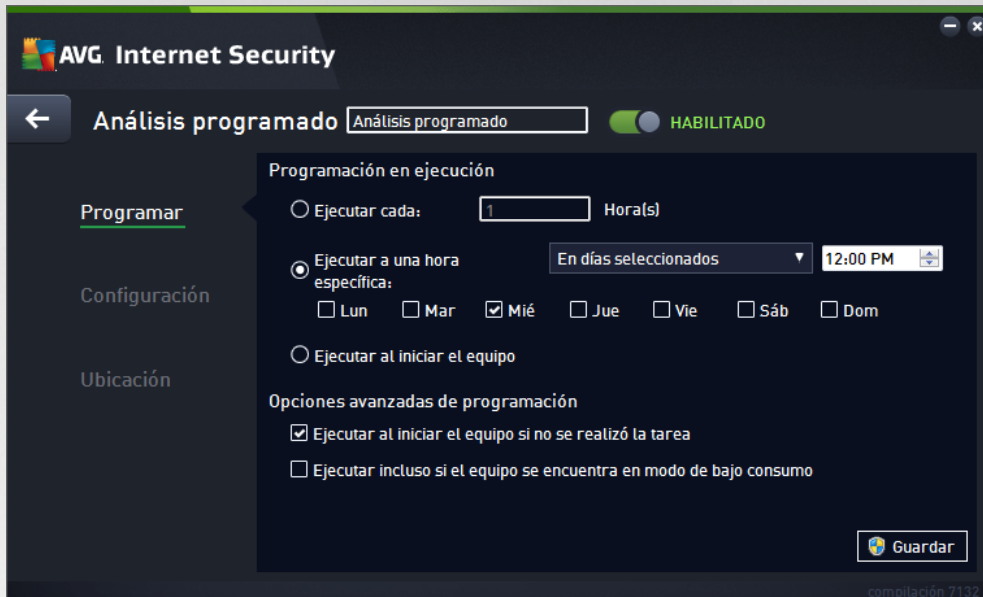 AVG. Internet Security
Análisis programado Análisis programado HABILITADO
Programar
Configuración
Ubicación
Programación en ejecución
Ejecutar cada: 1 Hora(s)
Ejecutar a una hora
específica:
En días seleccionados 12:00 PM
Lun Mar Mié Jue Vie Sáb Dom
Ejecutar al iniciar el equipo
Opciones avanzadas de programación
Ejecutar al iniciar el equipo si no se realizó la tarea
Ejecutar incluso si el equipo se encuentra en modo de bajo consumo
Guardar
compilación 7132